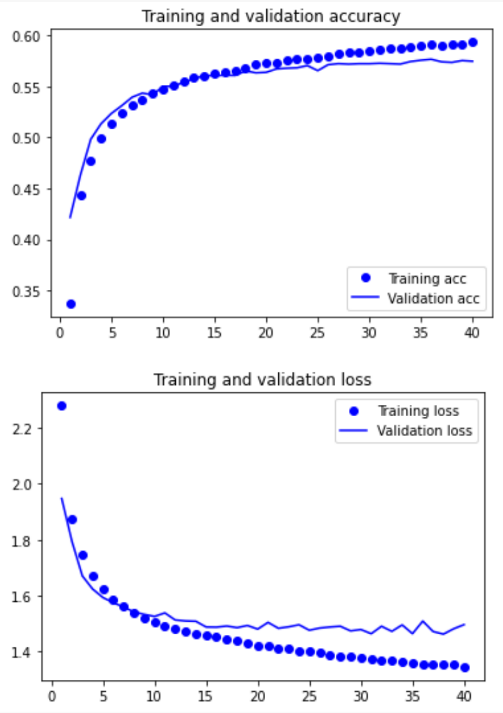 Training and validation accuracy
0.60
0.55
0.50
0.45
0.40
0.35
Training acc
Validation acc
0 5 10 15 20 25 30 35 40
Training and validation loss
2.2
2.0
1.8
1.6
1.4
Training loss
Validation loss
0 5 10 15 20 25 30 35 40